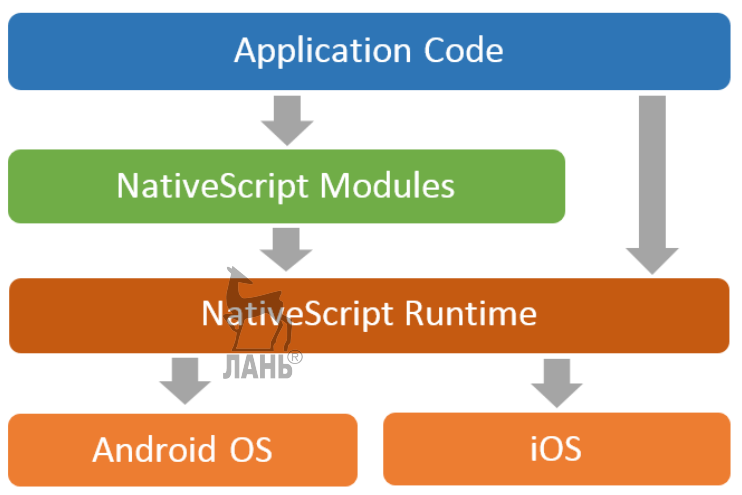 Application Code
NativeScript Modules
NativeScript Runtime
ЛАНЬ®
Android OS
iOS